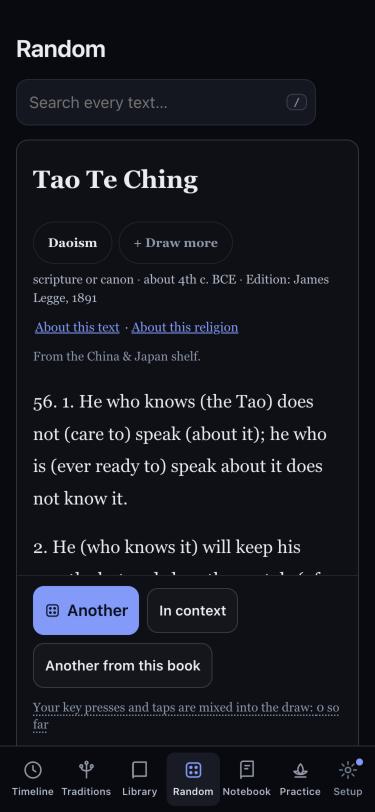 Random
Search every text...
/
Tao Te Ching
Daoism
+ Draw more
scripture or canon · about 4th c. BCE · Edition: James
Legge, 1891
About this text · About this religion
From the China & Japan shelf.
56. 1. He who knows (the Tao) does
not (care to) speak (about it); he who
is (ever ready to) speak about it does
not know it.
2. He (who knows it) will keep his
Another
In context
Another from this book
Your key presses and taps are mixed into the draw: 0 so
far
Timeline
Traditions
Library
Random
Notebook
Practice
Setup